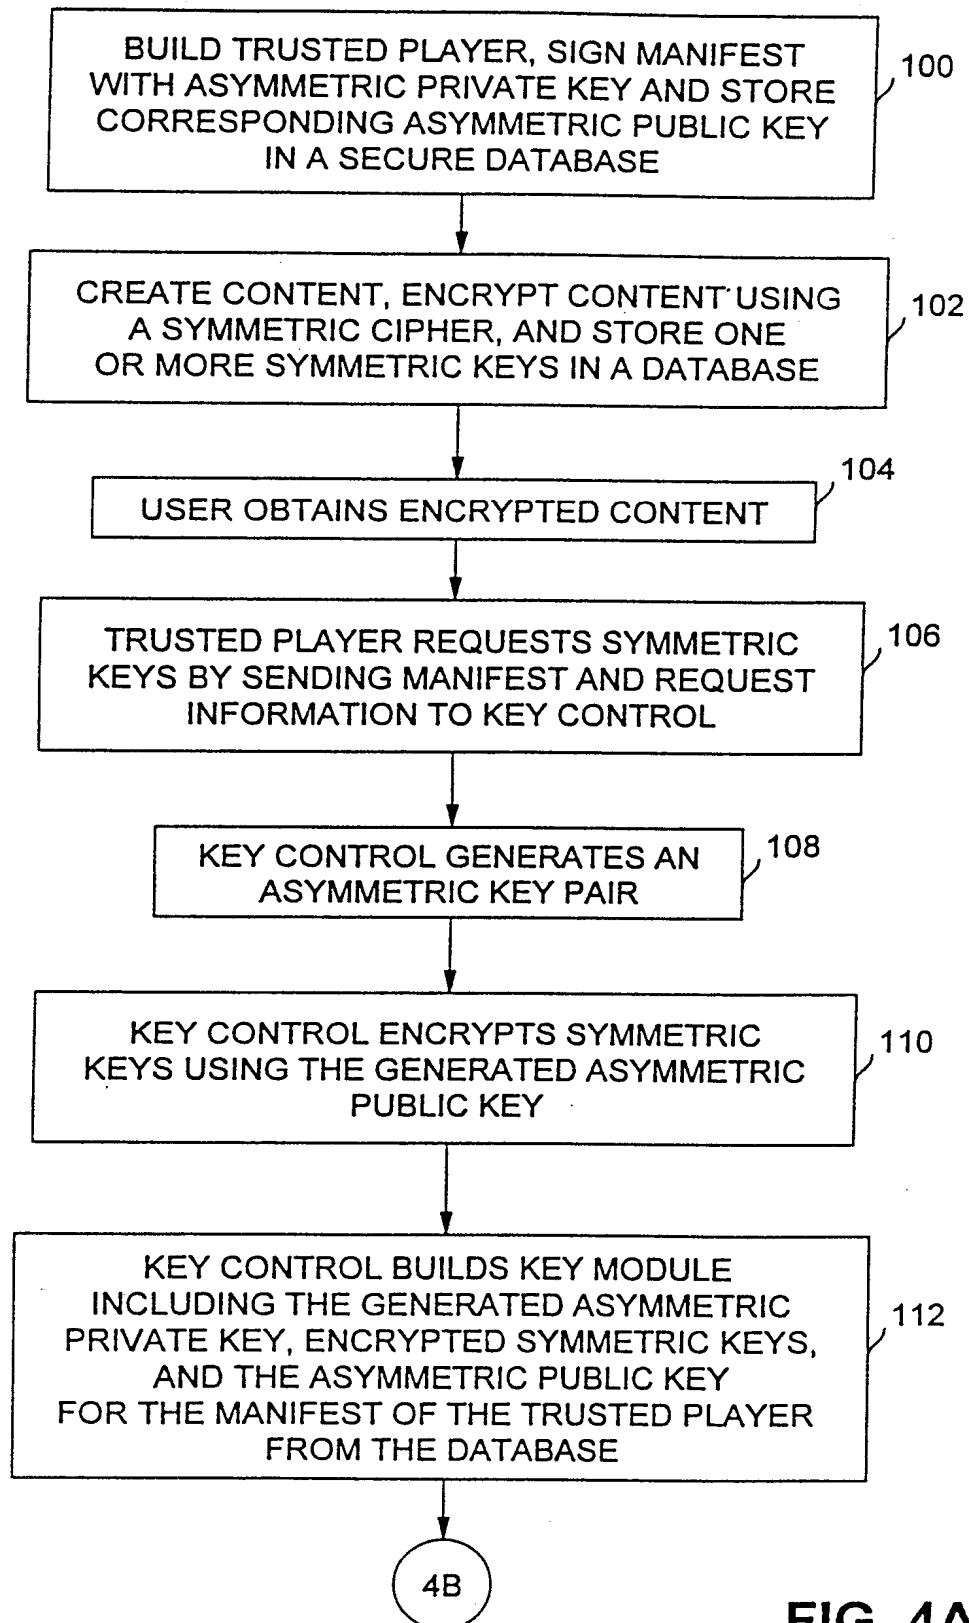 BUILD TRUSTED PLAYER, SIGN MANIFEST
WITH ASYMMETRIC PRIVATE KEY AND STORE
CORRESPONDING ASYMMETRIC PUBLIC KEY
IN A SECURE DATABASE
100
CREATE CONTENT, ENCRYPT CONTENT USING
A SYMMETRIC CIPHER, AND STORE ONE
OR MORE SYMMETRIC KEYS IN A DATABASE
102
104
USER OBTAINS ENCRYPTED CONTENT
TRUSTED PLAYER REQUESTS SYMMETRIC
KEYS BY SENDING MANIFEST AND REQUEST
INFORMATION TO KEY CONTROL
106
KEY CONTROL GENERATES AN
ASYMMETRIC KEY PAIR
108
KEY CONTROL ENCRYPTS SYMMETRIC
KEYS USING THE GENERATED ASYMMETRIC
PUBLIC KEY
110
KEY CONTROL BUILDS KEY MODULE
INCLUDING THE GENERATED ASYMMETRIC
PRIVATE KEY, ENCRYPTED SYMMETRIC KEYS,
AND THE ASYMMETRIC PUBLIC KEY
FOR THE MANIFEST OF THE TRUSTED PLAYER
FROM THE DATABASE
112
4B
FIG. 4A